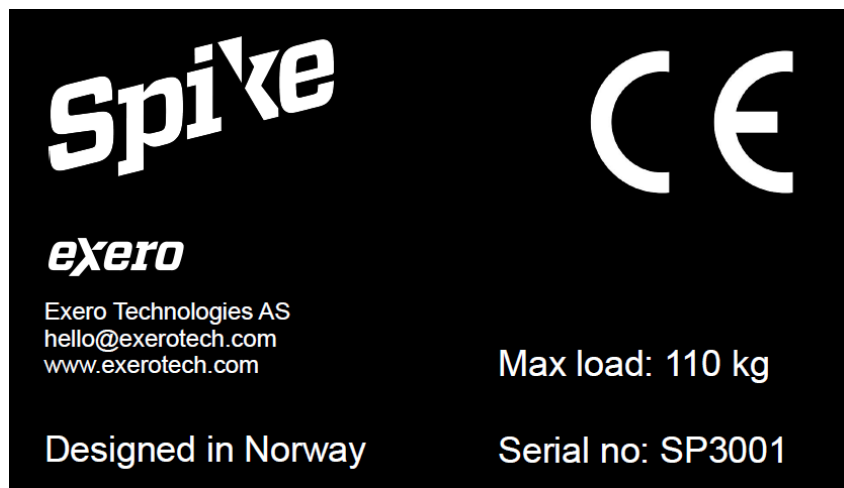 Spike
CE
exero
Exero Technologies AS
hello@exerotech.com
www.exerotech.com
Max load: 110 kg
Designed in Norway
Serial no: SP3001